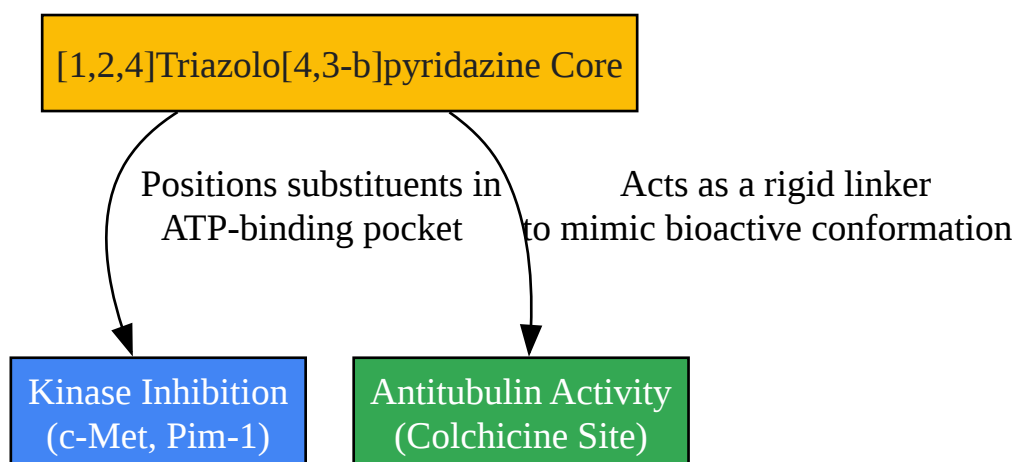 [1,2,4]Triazolo[4,3-b]pyridazine Core
Positions substituents in
ATP-binding pocket
Acts as a rigid linker
to mimic bioactive conformation
Kinase Inhibition
(c-Met, Pim-1)
Antitubulin Activity
(Colchicine Site)